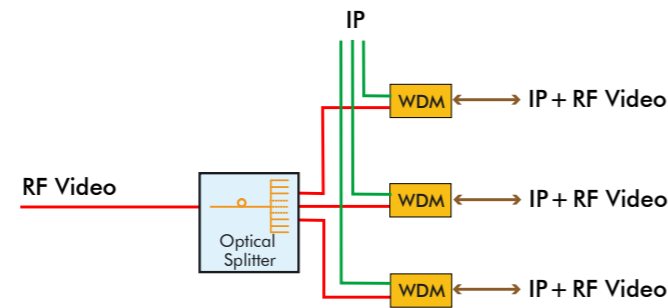 IP
WDM
IP + RF Video
RF Video
WDM
IP + RF Video
Optical
Splitter
WDM
IP + RF Video